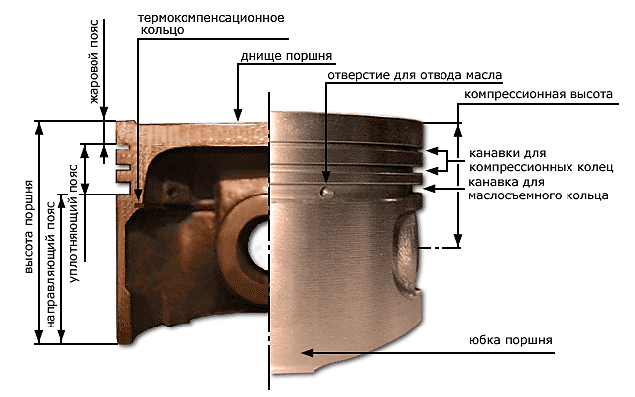 термокомпенсационное
кольцо
днище поршня
отверстие для отвода масла
компрессионная высота
жаровой пояс
канавки для
компрессионных колец
канавка для
маслосъемного кольца
уплотняющий пояс
направляющий пояс
высота поршня
юбка поршня